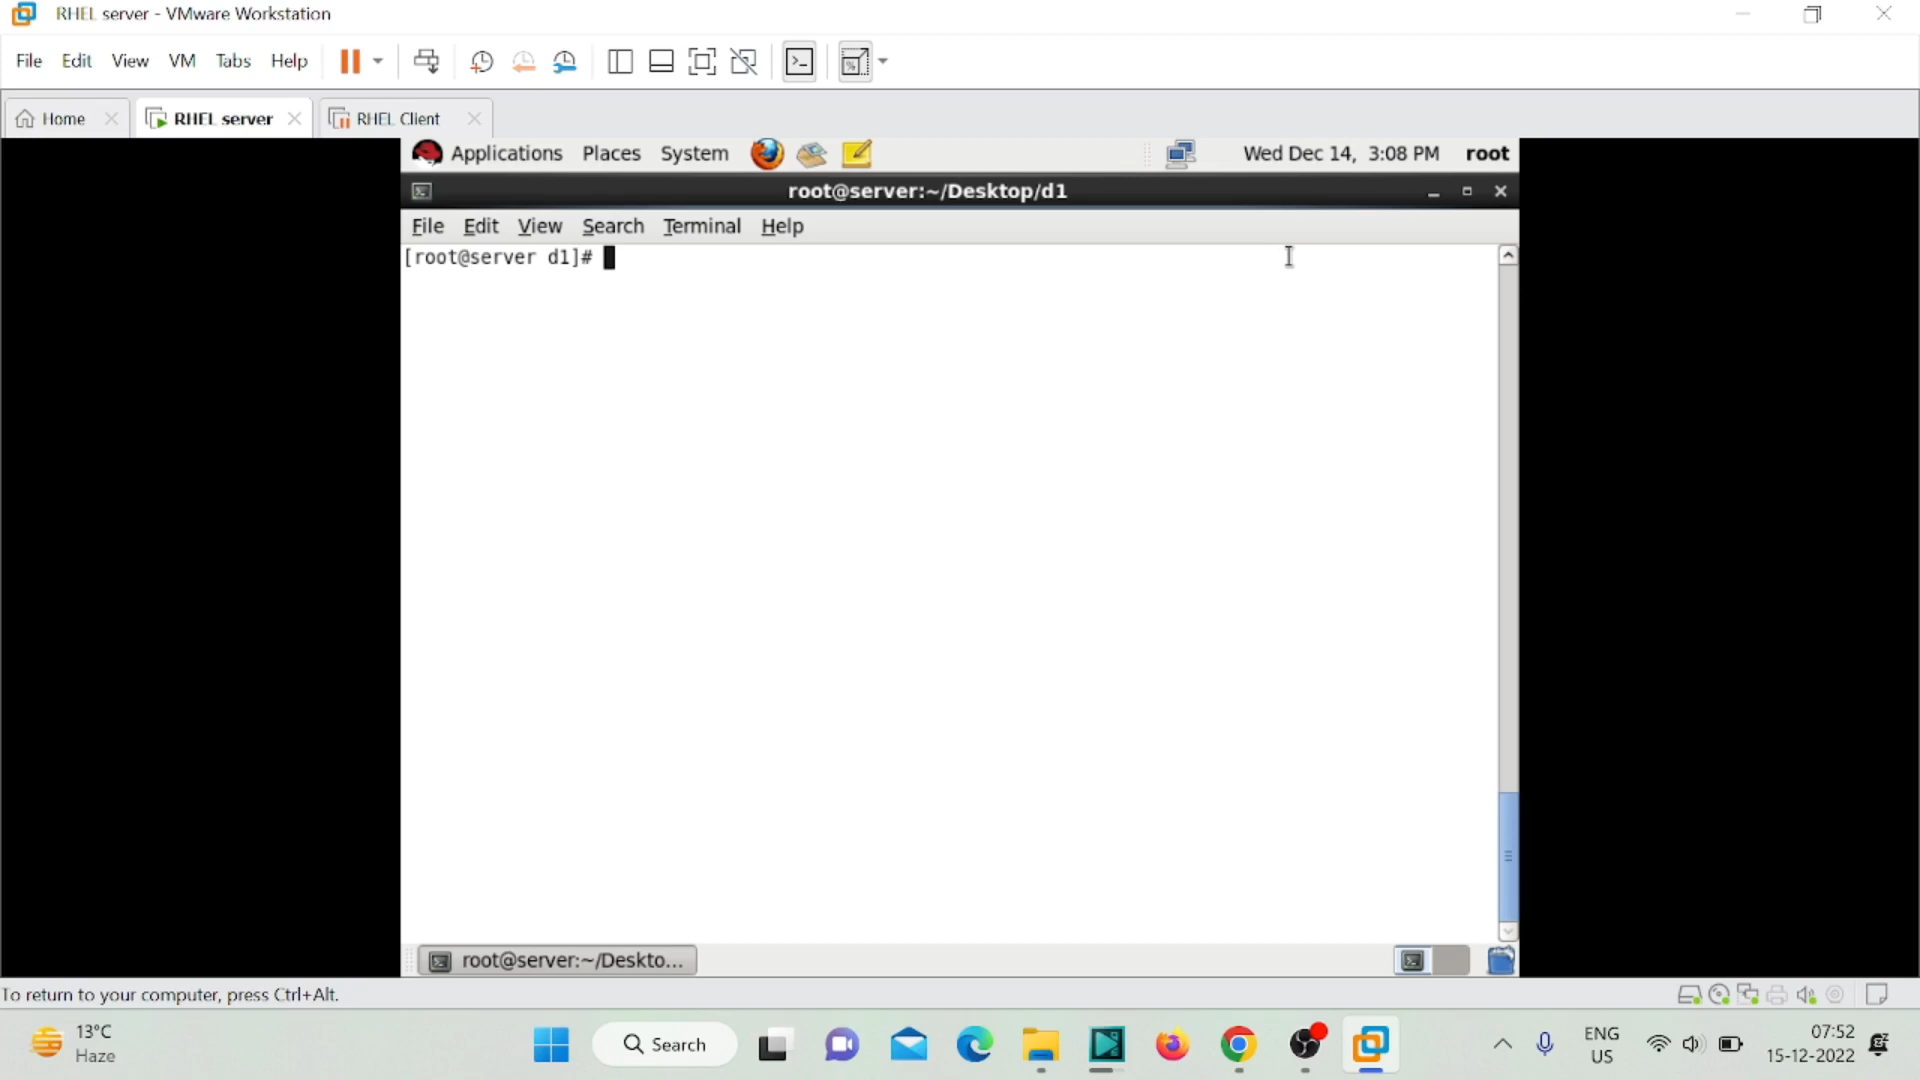 RHEL server - VMware Workstation
File Edit View VM Tabs Help
Home RHEL server RHEL Client
Applications Places System Wed Dec 14, 3:08 PM root
root@server:~/Desktop/d1
File Edit View Search Terminal Help
[root@server d1]#
root@server:~/Deskto...
To return to your computer, press Ctrl+Alt.
13°C
Haze
Search
ENG
US
07:52
15-12-2022